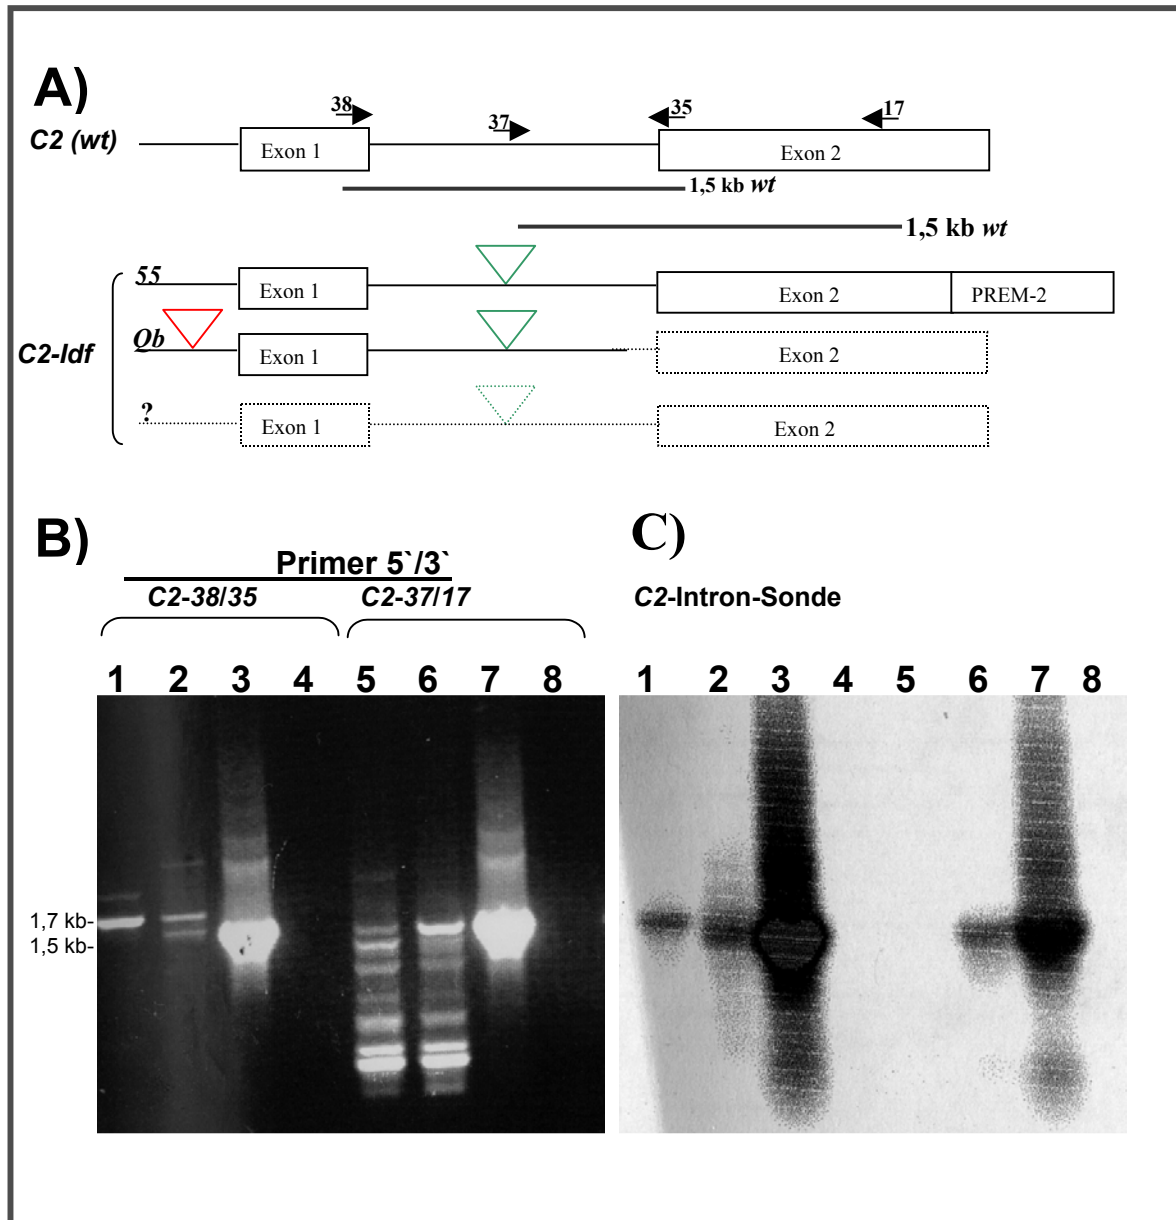 A)
C2 (wt)
38
37
35
17
Exon 1
Exon 2
1,5 kb wt
1,5 kb wt
C2-Idf
55
Exon 1
Exon 2
PREM-2
Qb
Exon 1
Exon 2
?
Exon 1
Exon 2
B)
Primer 5`/3`
C2-38/35
C2-37/17
1 2 3 4 5 6 7 8
1,7 kb-
1,5 kb-
C)
C2-Intron-Sonde
1 2 3 4 5 6 7 8